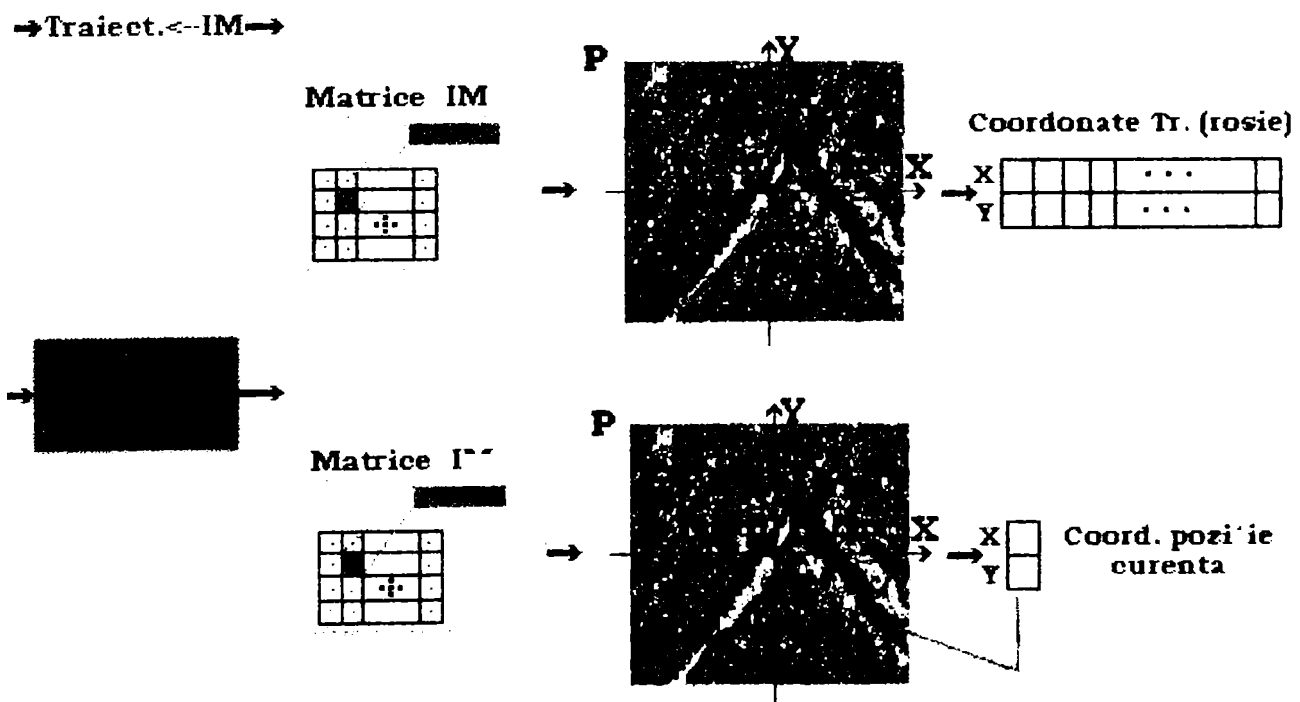 →Traiect.<--IM→
Matrice IM
P
Y
X
Coordonate Tr. (rosie)
X
. . .
Y
. . .
Matrice
P
Y
X
X
Y
Coord.
curenta